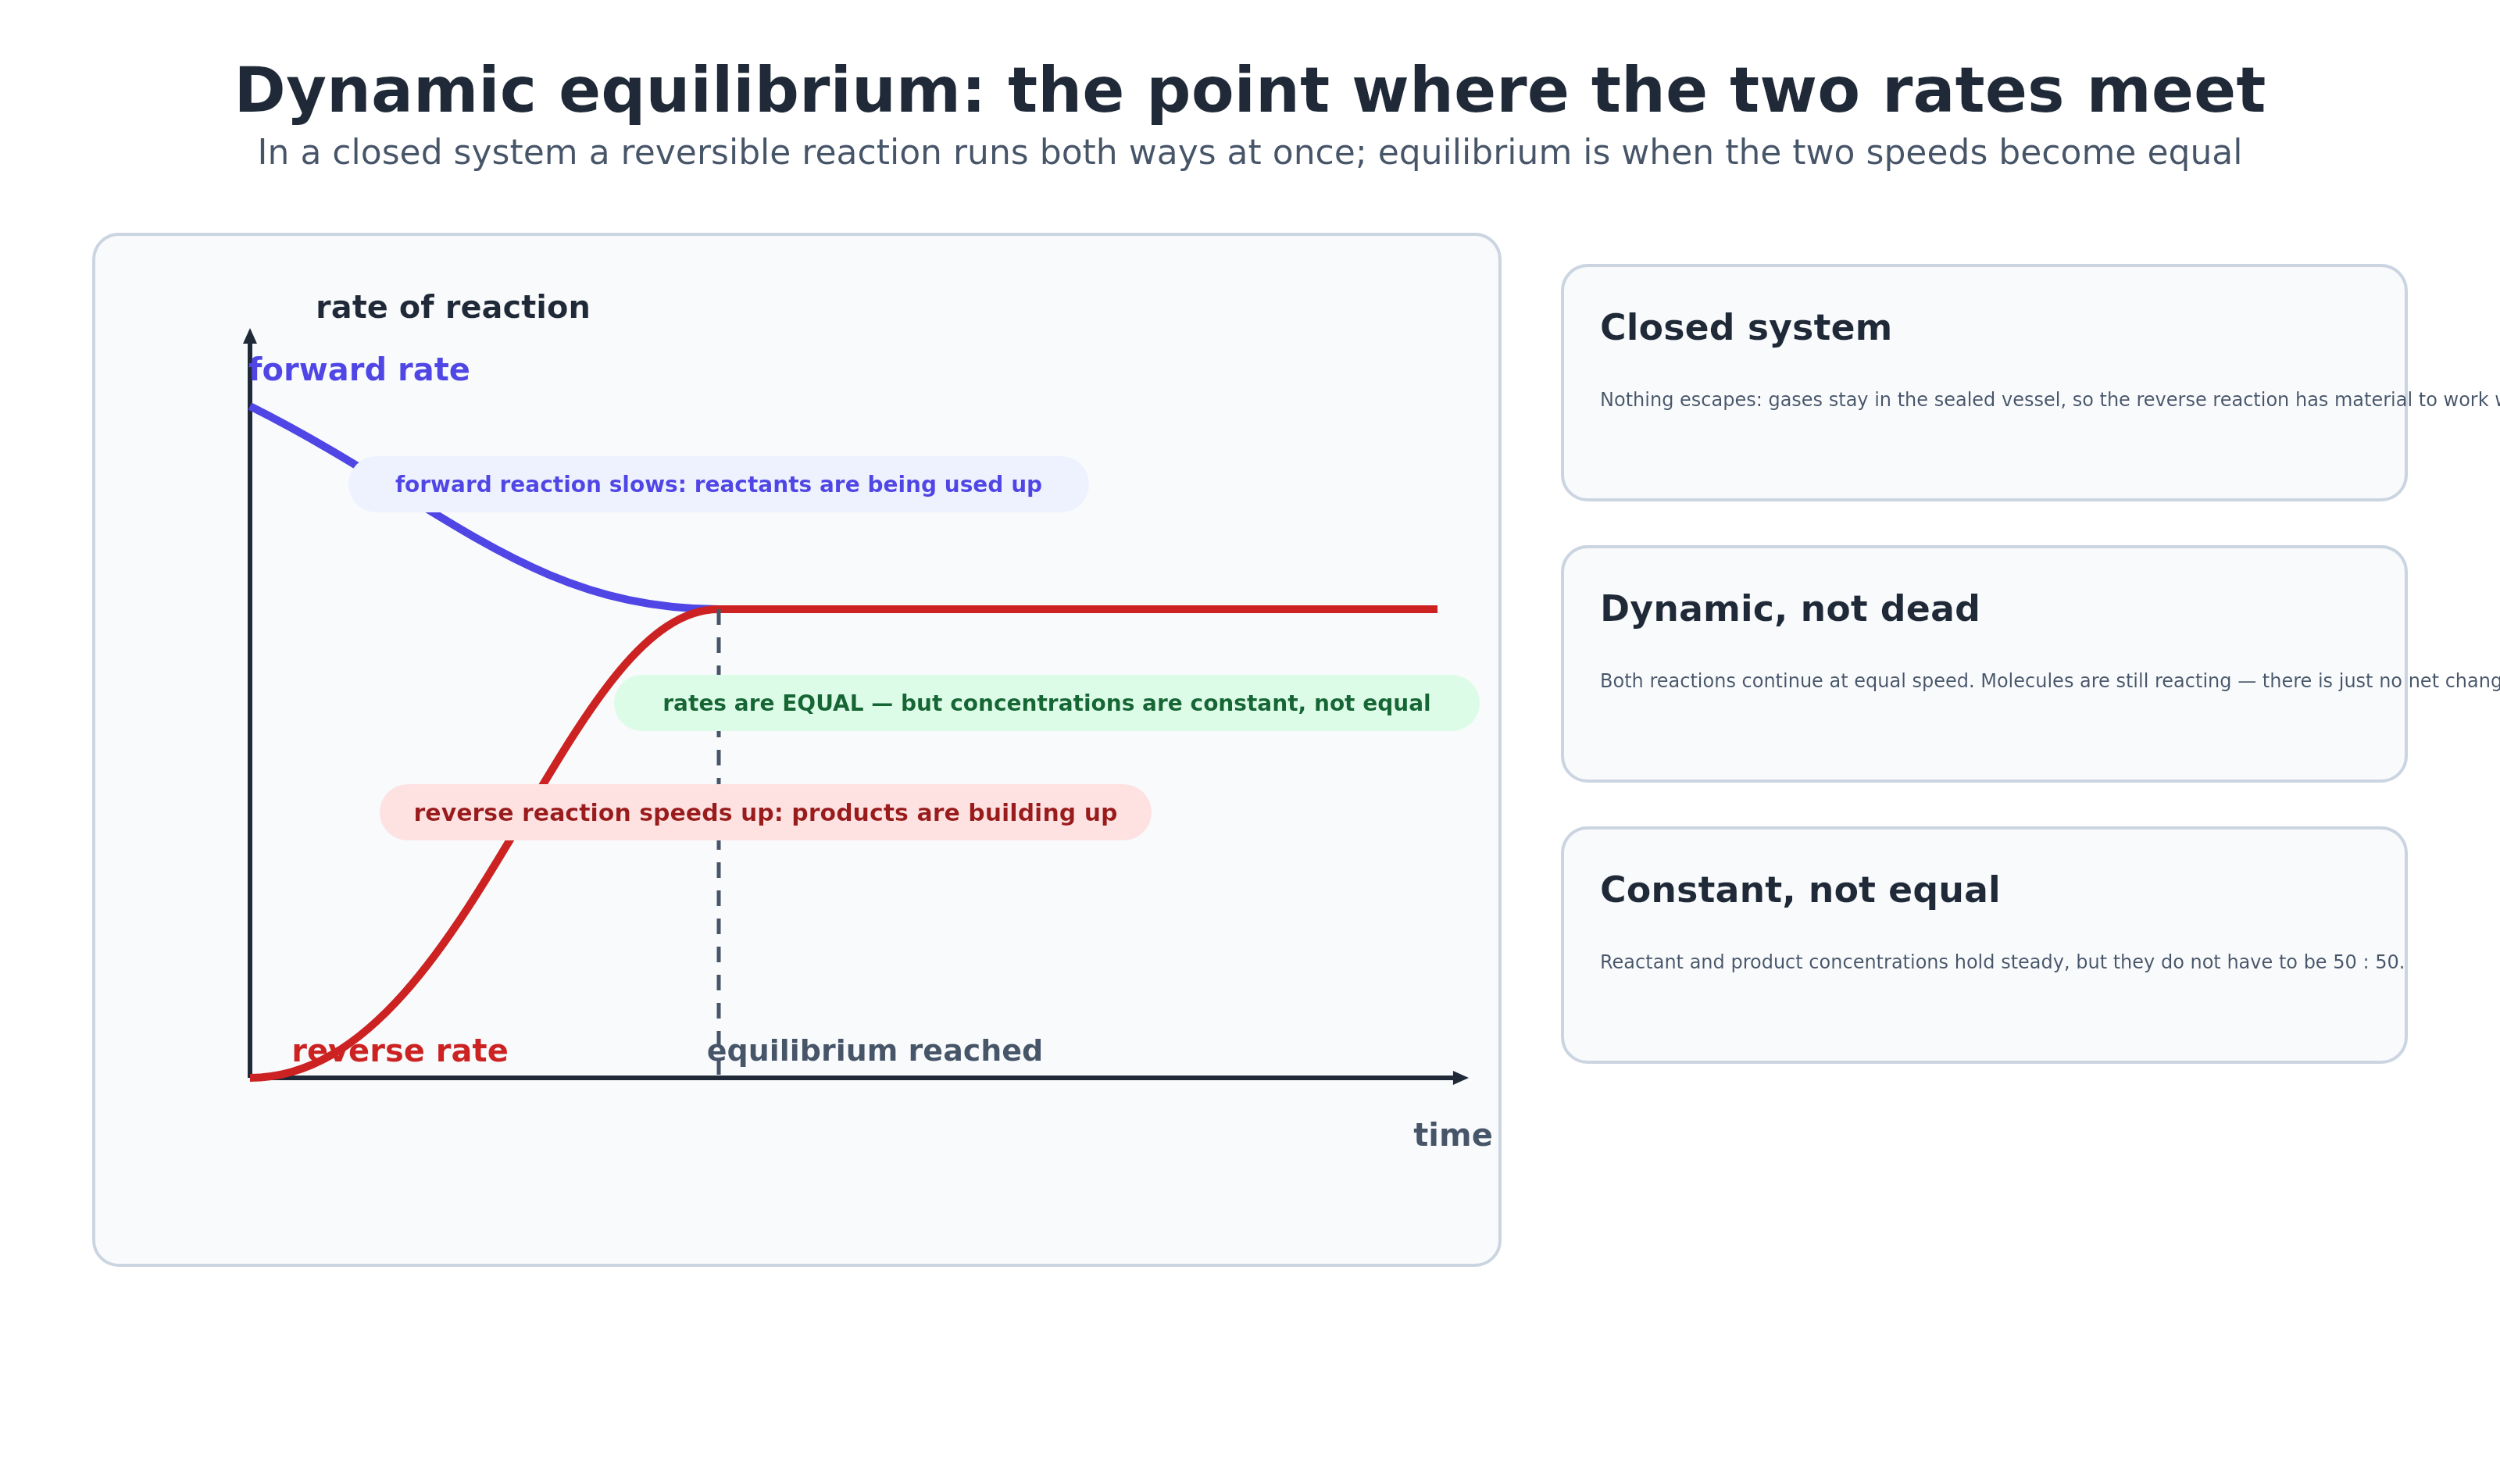 Dynamic equilibrium: the point where the two rates meet
In a closed system a reversible reaction runs both ways at once; equilibrium is when the two speeds become equal
rate of reaction
forward rate
forward reaction slows: reactants are being used up
rates are EQUAL — but concentrations are constant, not equal
reverse reaction speeds up: products are building up
reverse rate
equilibrium reached
time
Closed system
Nothing escapes: gases stay in the sealed vessel, so the reverse reaction has material to work
Dynamic, not dead
Both reactions continue at equal speed. Molecules are still reacting — there is just no net
Constant, not equal
Reactant and product concentrations hold steady, but they do not have to be 50 : 50.